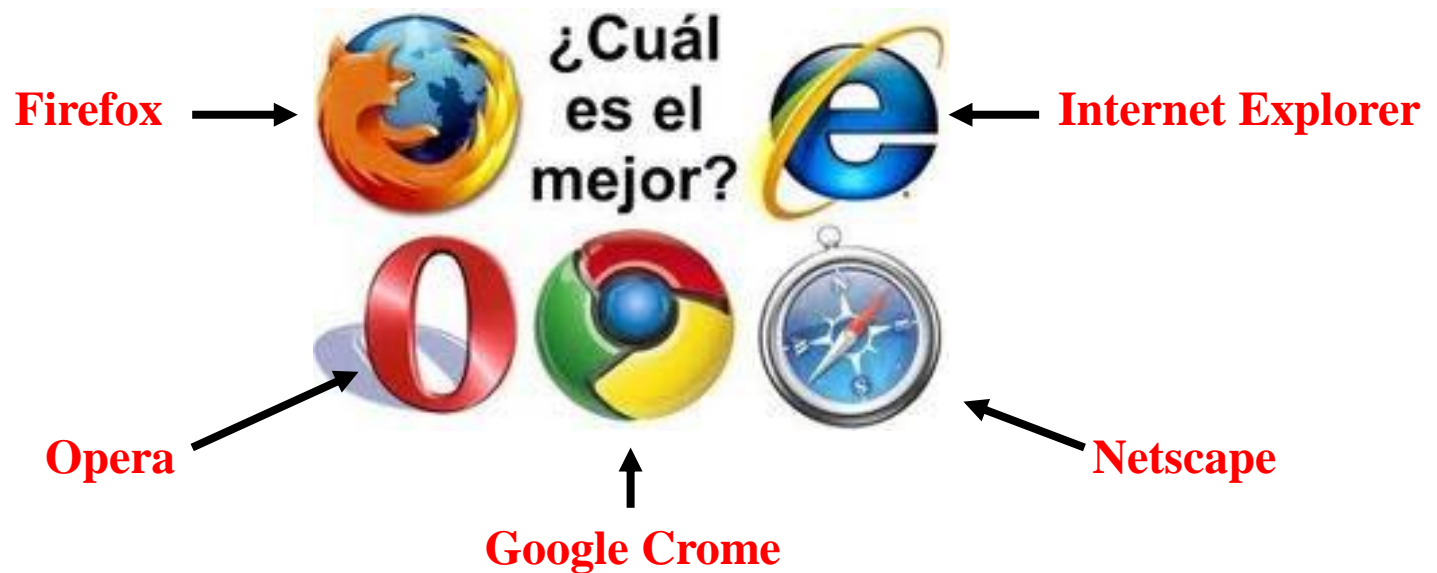 ¿Cuál
es el
mejor?
Firefox
Internet Explorer
Opera
Netscape
Google Crome